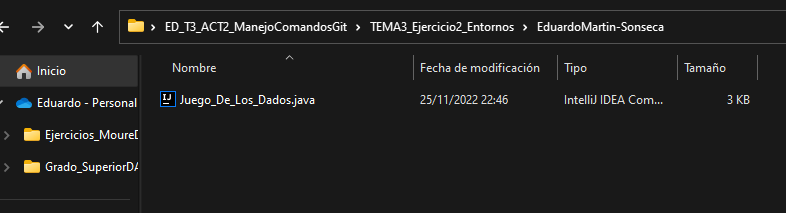 ED_T3_ACT2_ManejoComandosGit > TEMA3_Ejercicio2_Entornos > EduardoMartin-Sonseca
Inicio
Eduardo - Personal
Ejercicios_MoureD
Grado_SuperiorDA
Nombre Fecha de modificación Tipo Tamaño
Juego_De_Los_Dados.java 25/11/2022 22:46 IntelliJ IDEA Com... 3 KB